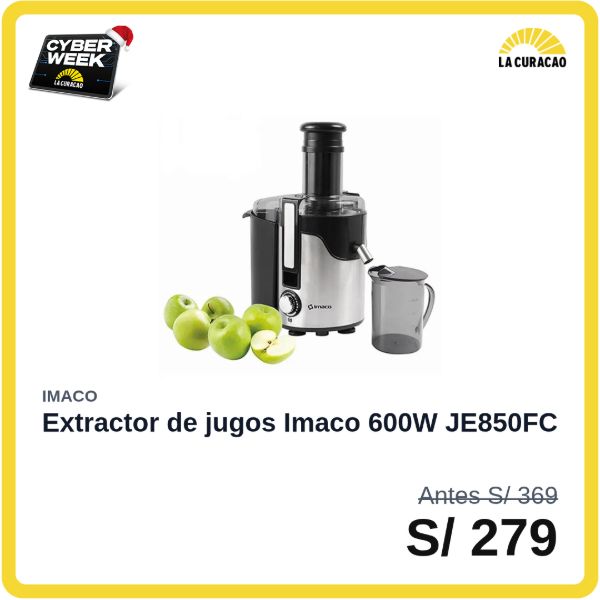 CYBER
WEEK
LA CURACAO
LA CURACAO
imaco
IMACO
Extractor de jugos Imaco 600W JE850FC
Antes S/ 369
S/ 279